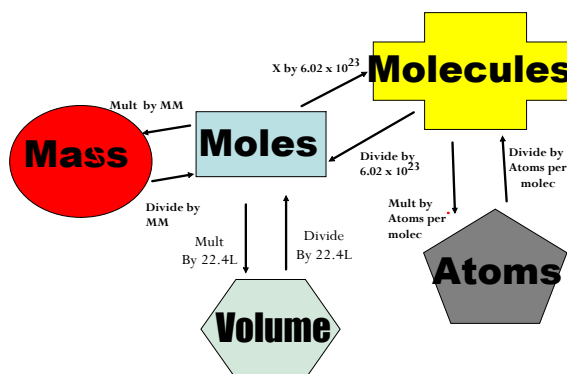 X by 6.02 x 10²³
Molecules
Mult by MM
Moles
Mass
Divide by
6.02 x 10²³
Divide by
Atoms per
molec
Divide by
MM
Mult by
Atoms per
molec
Mult
By 22.4L
Divide
By 22.4L
Atoms
Volume